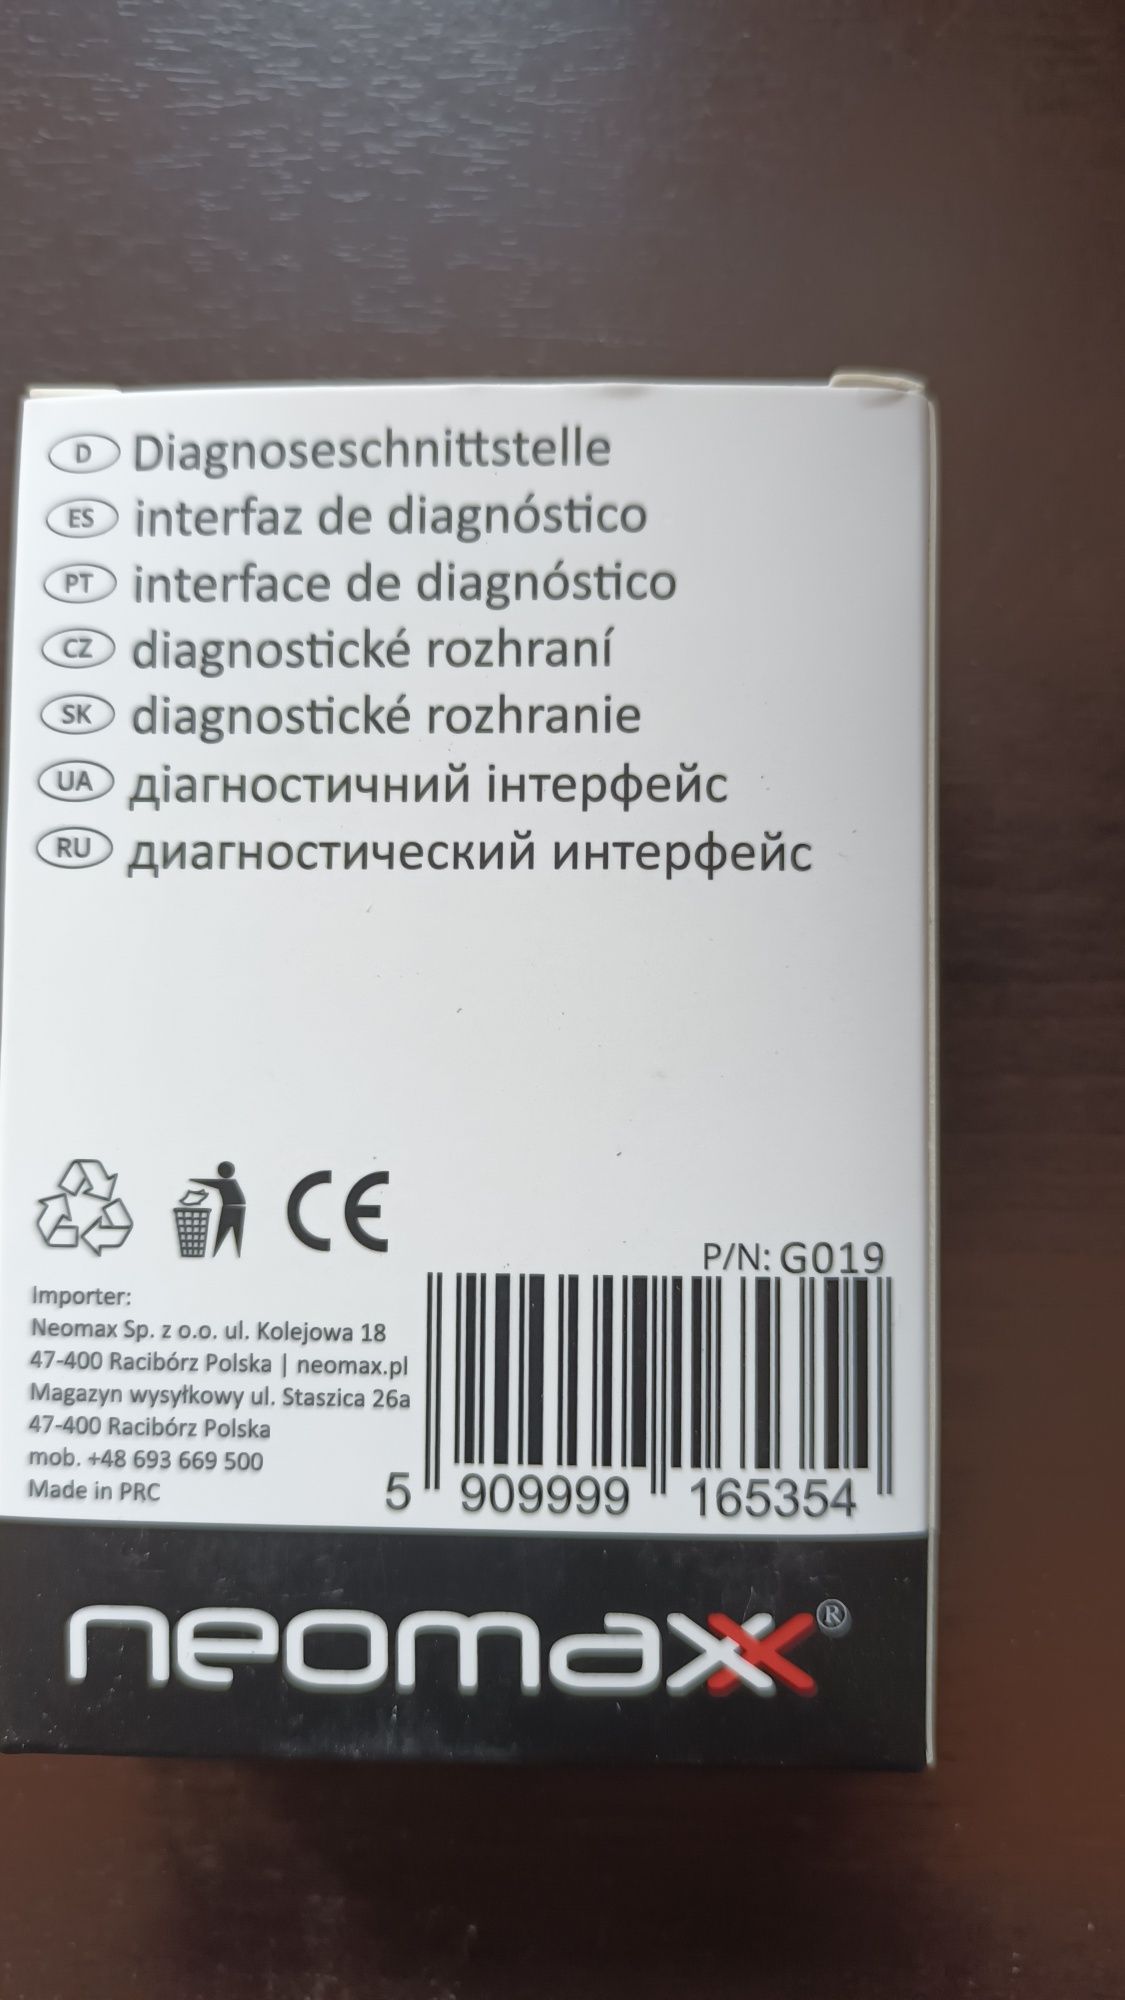 D Diagnoseschnittstelle
ES interfaz de diagnóstico
PT interface de diagnóstico
CZ diagnostické rozhraní
SK diagnostické rozhranie
UA діагностичний інтерфейс
RU диагностический интерфейс
CE
P/N: G019
Importer:
Neomax Sp. z o.o. ul. Kolejowa 18
47-400 Racibórz Polska | neomax.pl
Magazyn wysyłkowy ul. Staszica 26a
47-400 Racibórz Polska
mob. +48 693 669 500
Made in PRC
5 909999 165354
neomaxx®